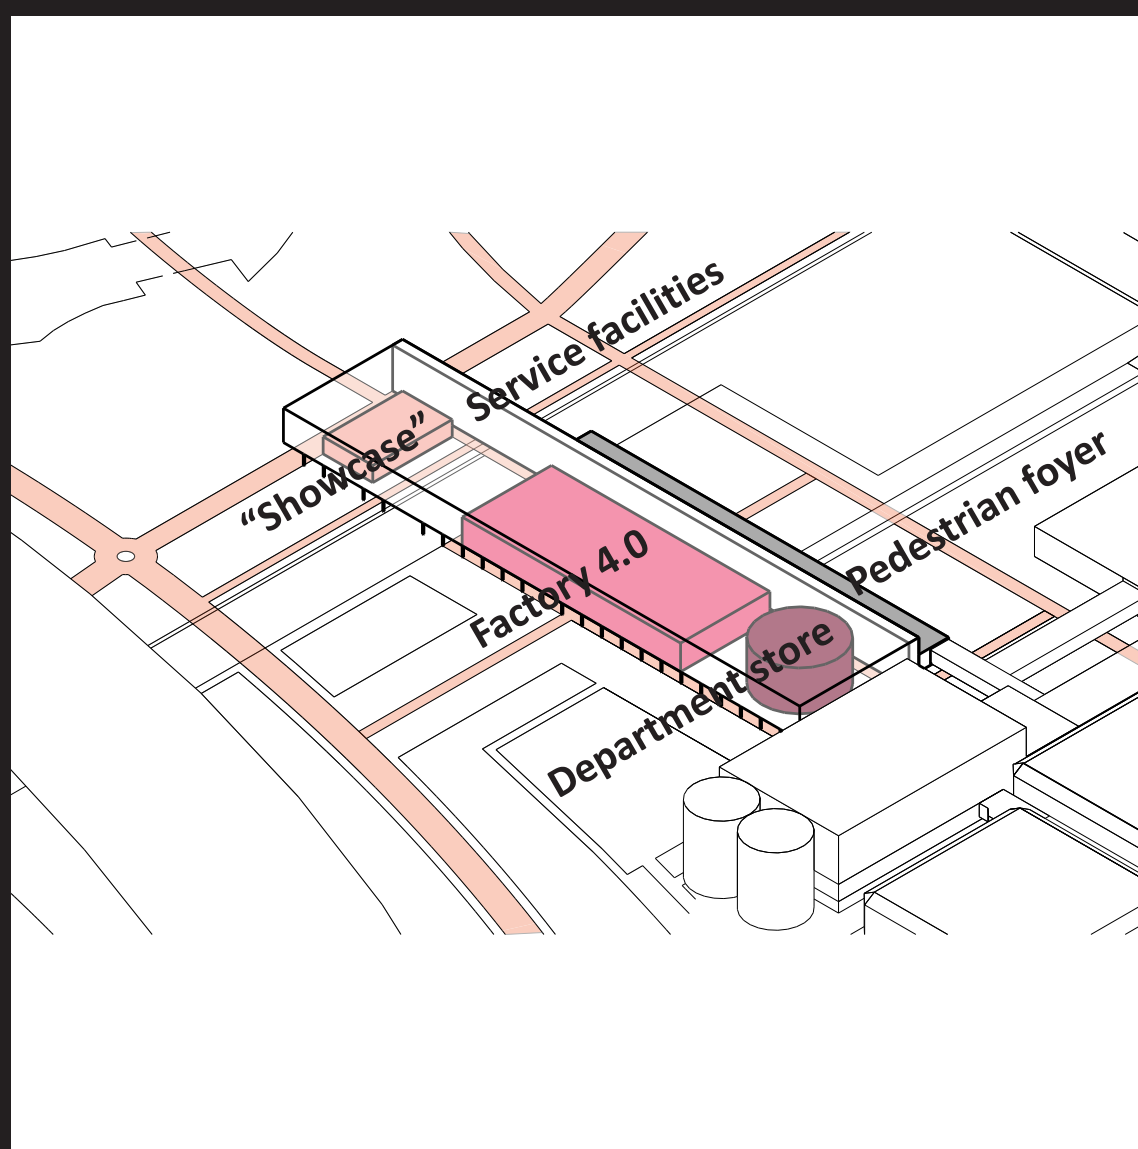 Service facilities
“Showcase”
Pedestrian foyer
Factory 4.0
Department store